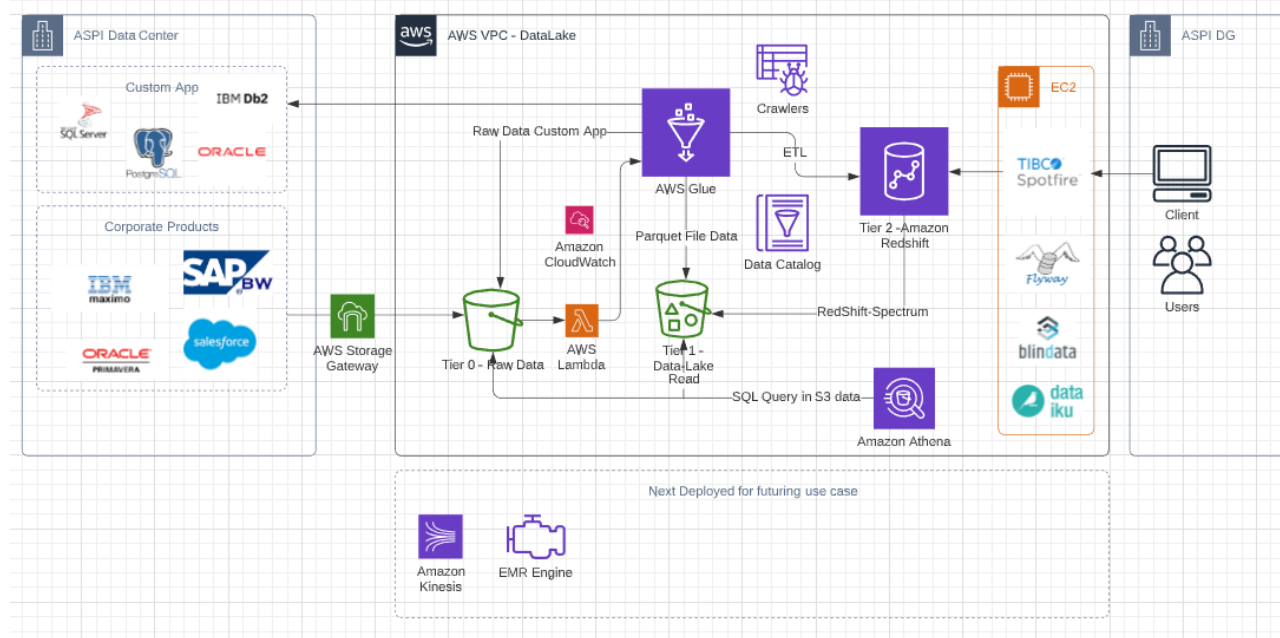 ASPI Data Center
Custom App
IBM Db2
Microsoft
SQL Server
PostgreSQL
ORACLE
Corporate Products
IBM
maximo
SAP BW
ORACLE
PRIMAVERA
salesforce
AWS Storage
Gateway
aws
AWS VPC - DataLake
Crawlers
Raw Data Custom App
AWS Glue
ETL
Tier 2 -Amazon
Redshift
Amazon
CloudWatch
Parquet File Data
Data Catalog
RedShift-Spectrum
Tier 0 - Raw Data
AWS
Lambda
Tier 1 -
Data-Lake
Read
SQL Query in S3 data
Amazon Athena
EC2
TIBCO
Spotfire
Flyway
blindata
data
iku
ASPI DG
Client
Users
Next Deployed for futuring use case
Amazon
Kinesis
EMR Engine